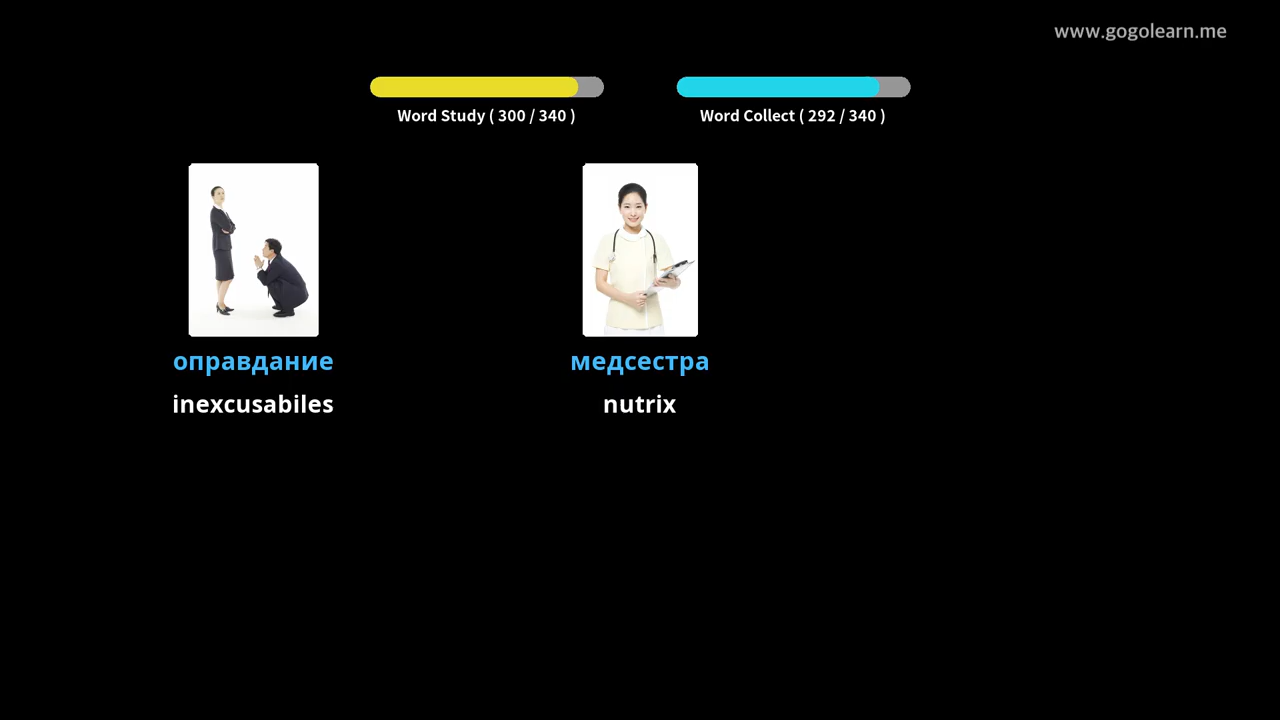 www.gogolearn.me
Word Study ( 300 / 340 )
Word Collect ( 292 / 340 )
оправдание
inexcusabiles
медсестра
nutrix